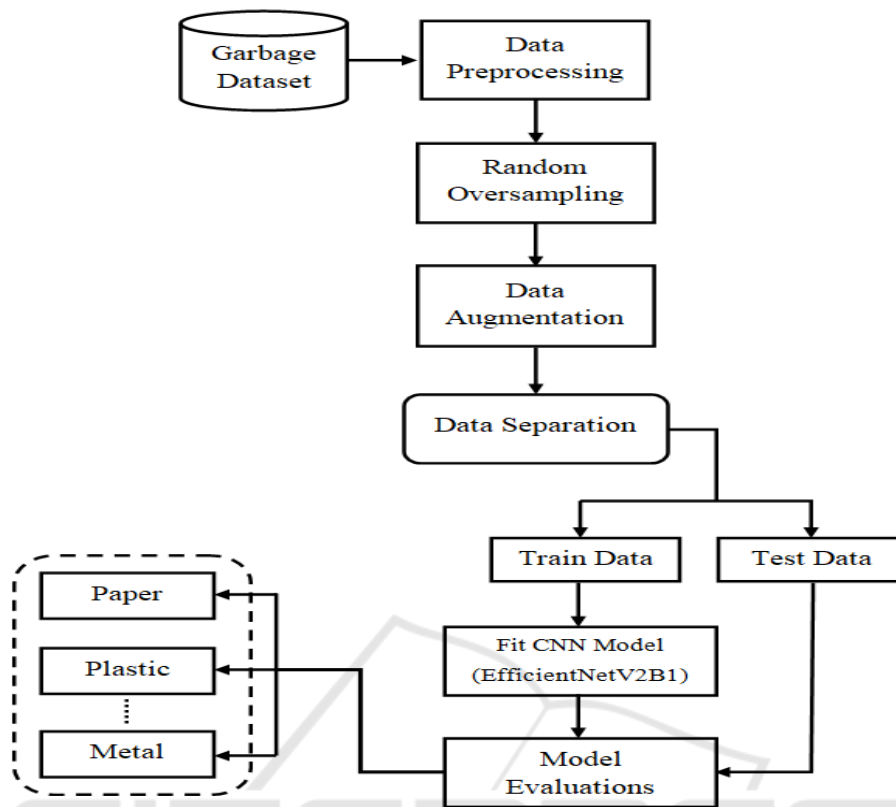 Garbage
Dataset
Data
Preprocessing
Random
Oversampling
Data
Augmentation
Data Separation
Train Data
Test Data
Fit CNN Model
(EfficientNetV2B1)
Model
Evaluations
Paper
Plastic
Metal